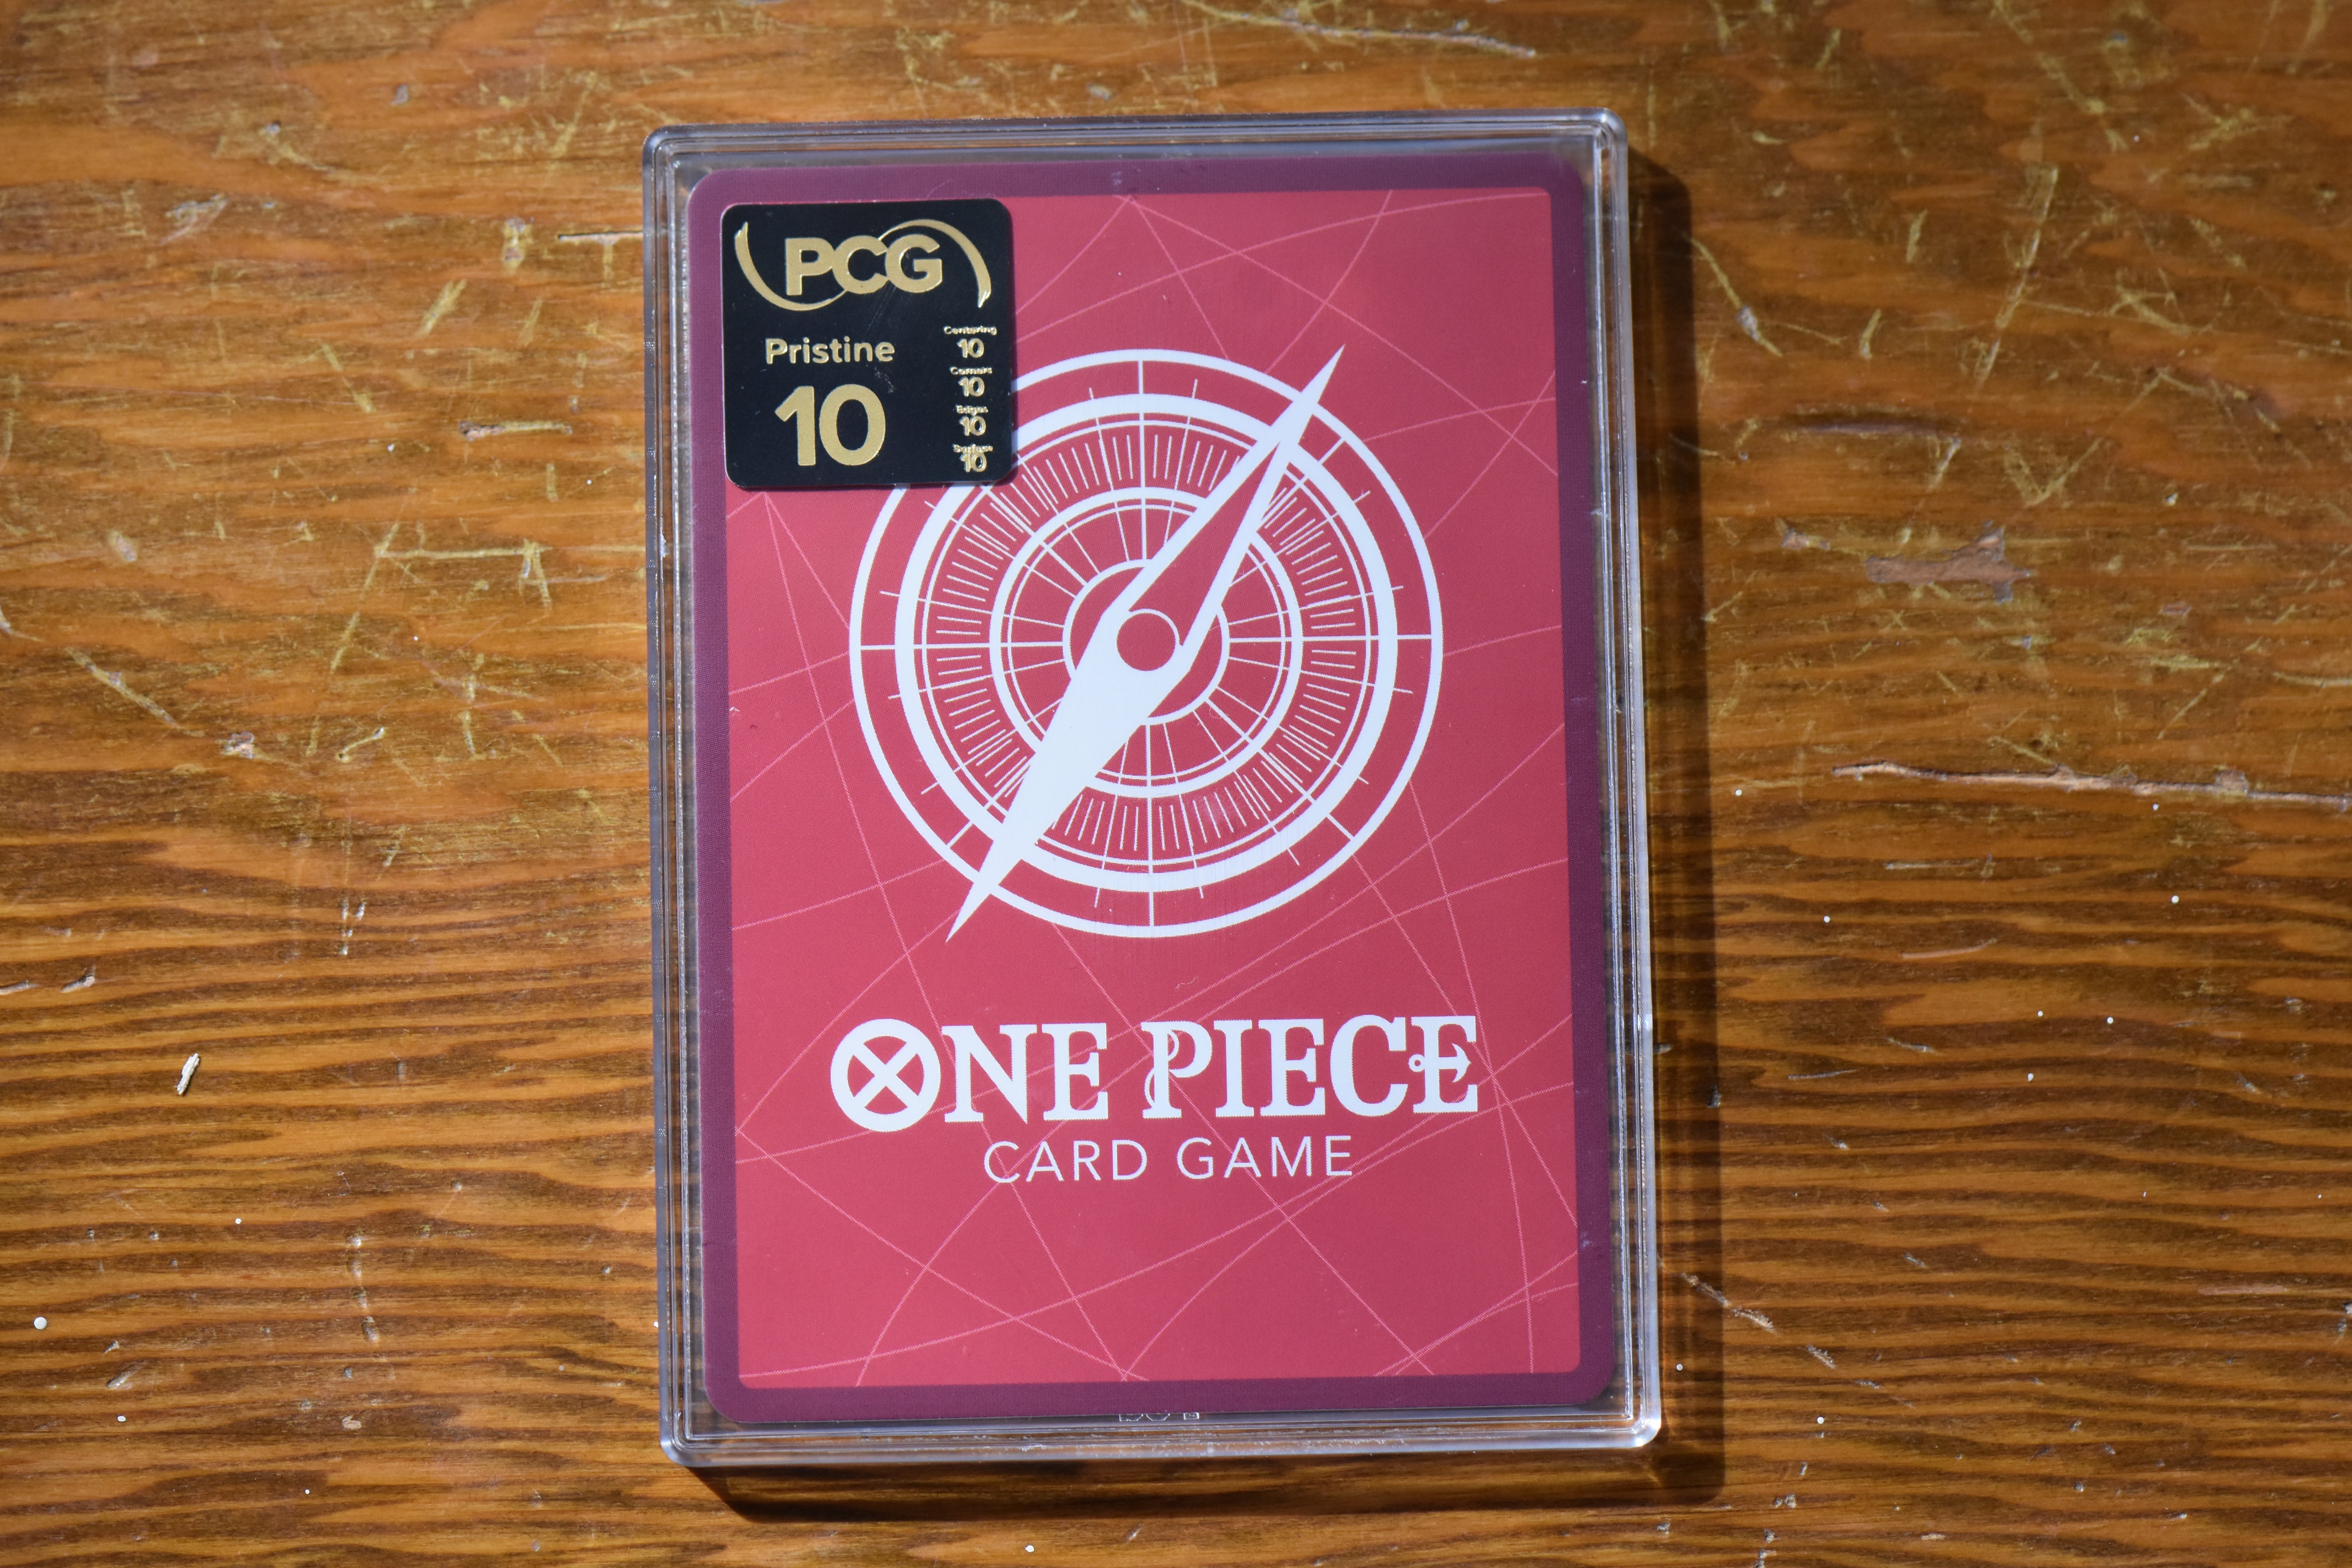 PCG
Pristine
10
Centering
10
Corners
10
Edges
10
Surface
10
ONE PIECE
CARD GAME